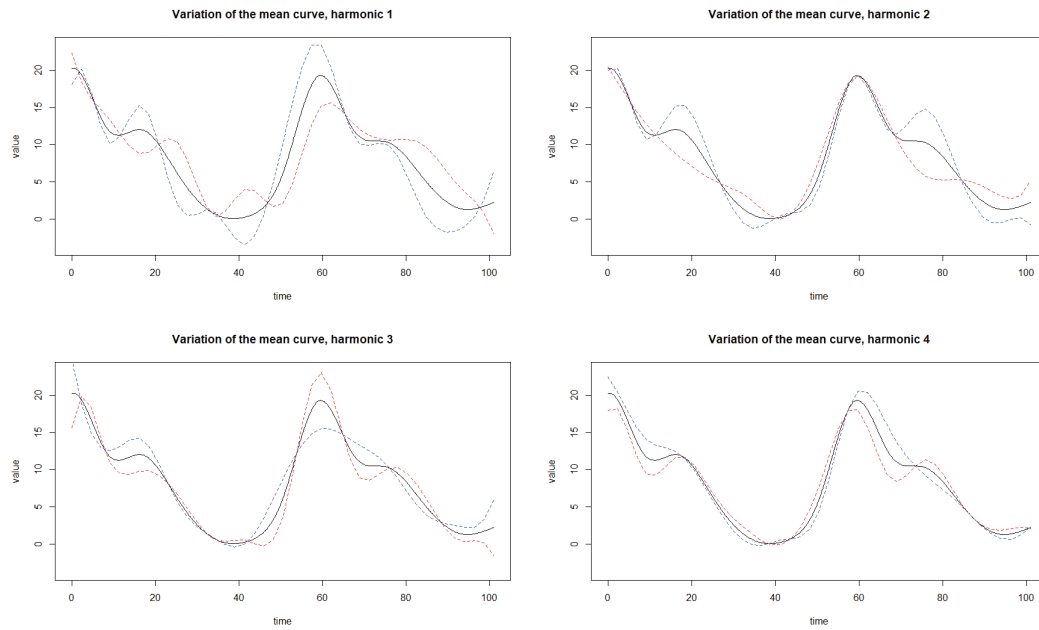 Variation of the mean curve, harmonic 1
value
20
15
10
5
0
0 20 40 60 80 100
time
Variation of the mean curve, harmonic 2
value
20
15
10
5
0
0 20 40 60 80 100
time
Variation of the mean curve, harmonic 3
value
20
15
10
5
0
0 20 40 60 80 100
time
Variation of the mean curve, harmonic 4
value
20
15
10
5
0
0 20 40 60 80 100
time